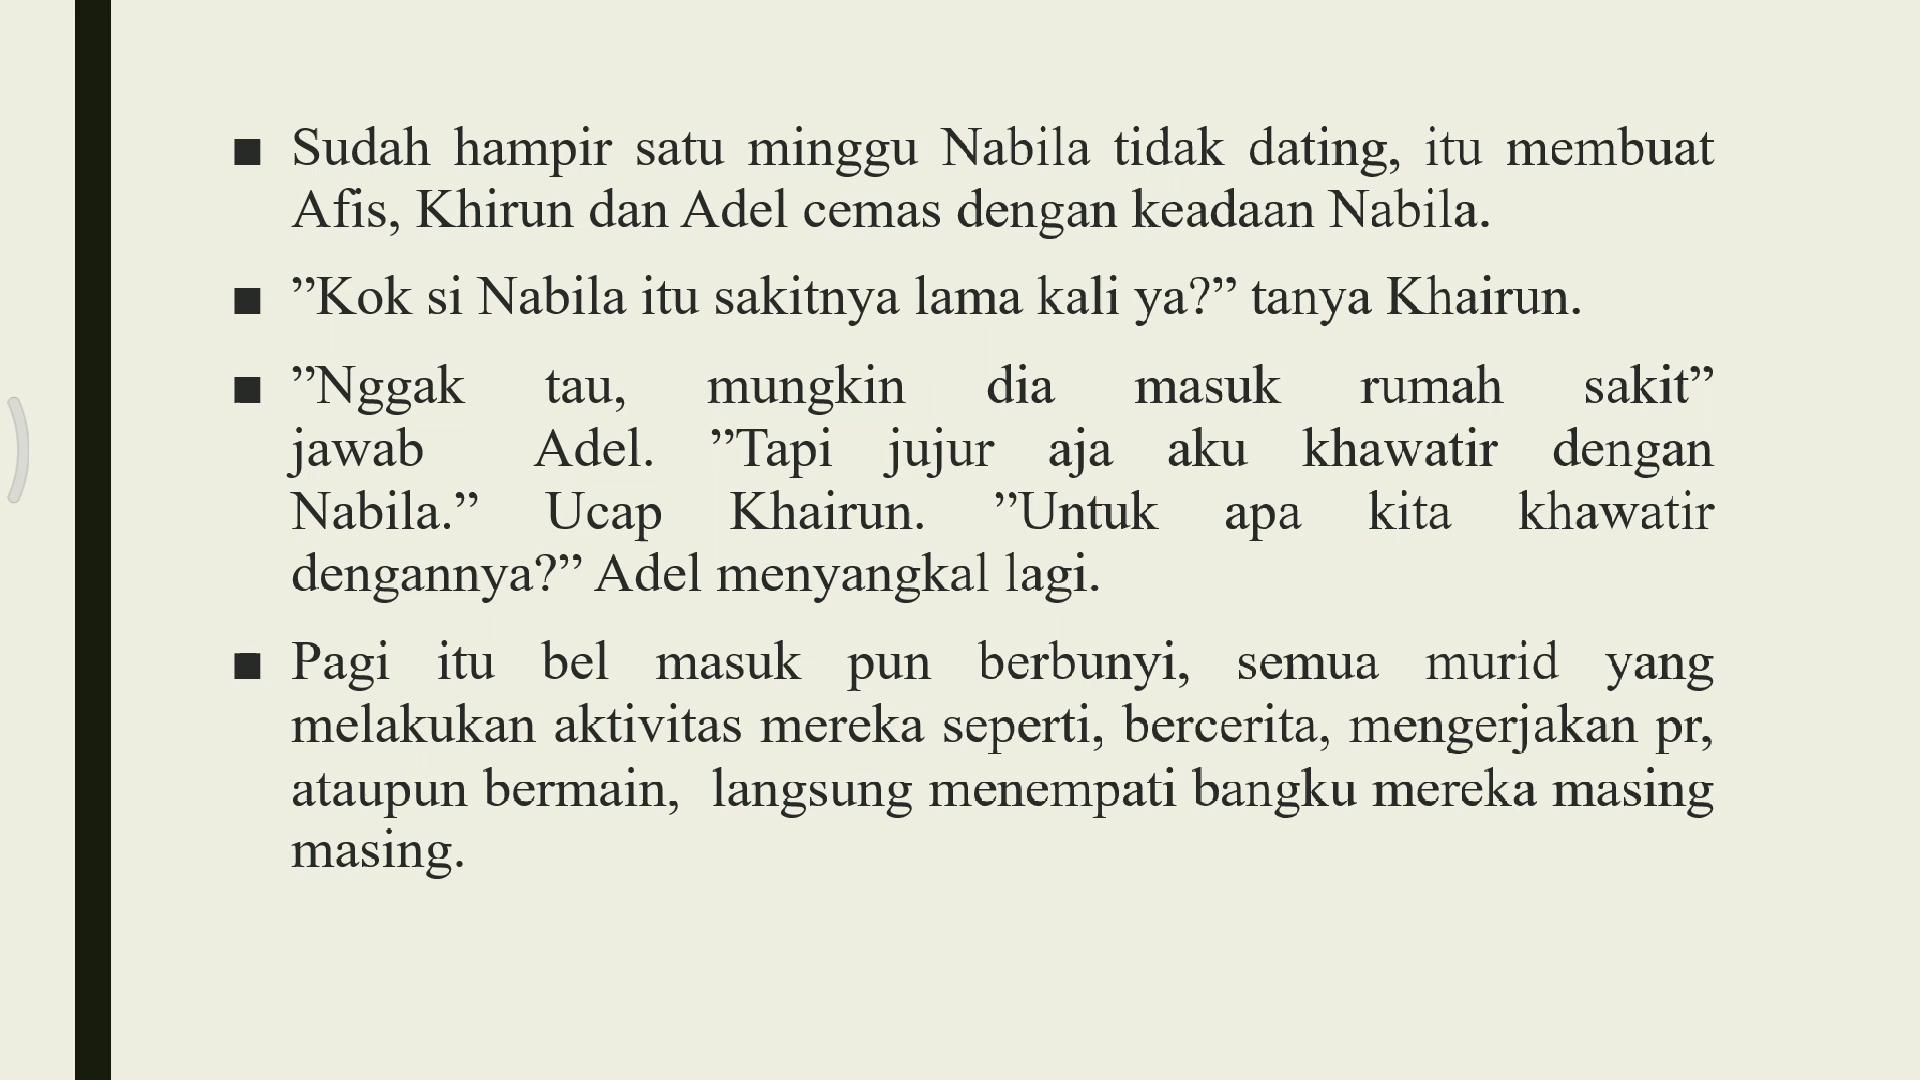 ■ Sudah hampir satu minggu Nabila tidak dating, itu membuat
Afis, Khirun dan Adel cemas dengan keadaan Nabila.
■ ”Kok si Nabila itu sakitnya lama kali ya?” tanya Khairun.
■ ”Nggak tau, mungkin dia masuk rumah sakit”
jawab Adel. ”Tapi jujur aja aku khawatir dengan
Nabila.” Ucap Khairun. ”Untuk apa kita khawatir
dengannya?” Adel menyangkal lagi.
■ Pagi itu bel masuk pun berbunyi, semua murid yang
melakukan aktivitas mereka seperti, bercerita, mengerjakan pr,
ataupun bermain, langsung menempati bangku mereka masing
masing.